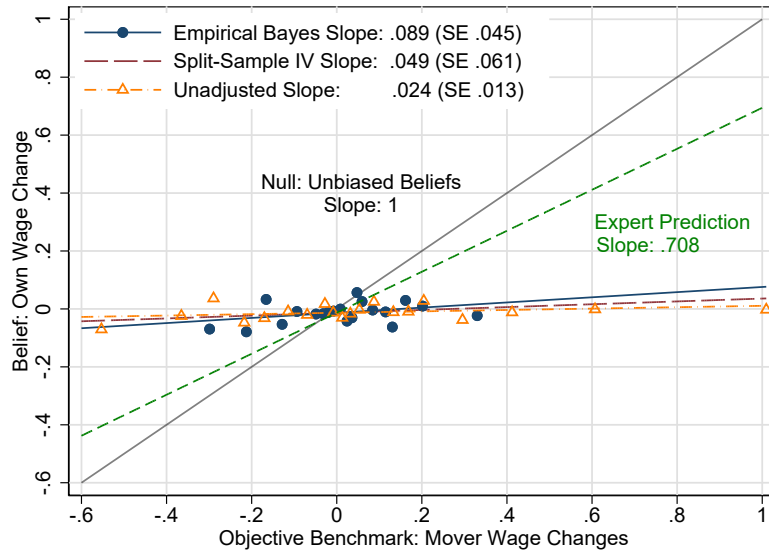 Empirical Bayes Slope: .089 (SE .045)
Split-Sample IV Slope: .049 (SE .061)
Unadjusted Slope: .024 (SE .013)
Null: Unbiased Beliefs
Slope: 1
Expert Prediction
Slope: .708
Belief: Own Wage Change
1
.8
.6
.4
.2
0
-.2
-.4
-.6
-.6 -.4 -.2 0 .2 .4 .6 .8 1
Objective Benchmark: Mover Wage Changes